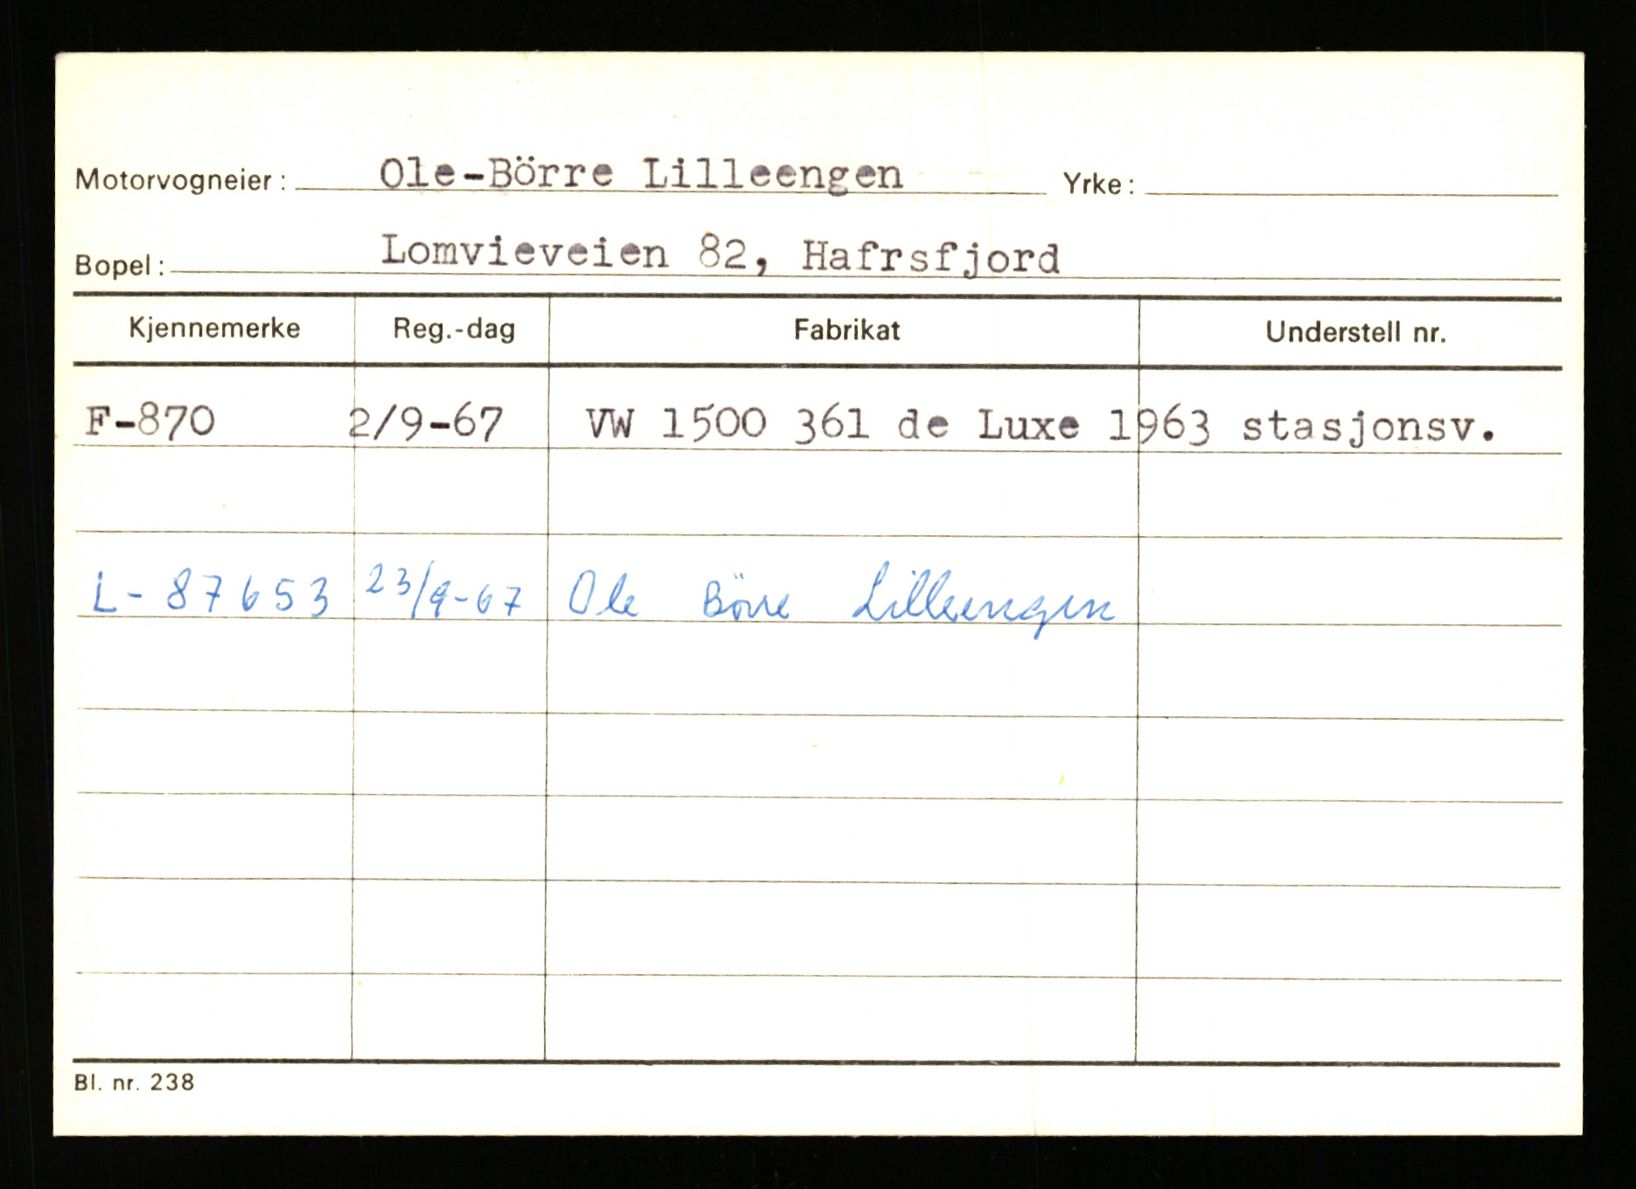 Motorvogneier: Ole-Börre Lilleengen Yrke:
Bopel: Lomvieveien 82, Hafrsfjord
Kjennemerke Reg.-dag Fabrikat Understell nr.
F-870 2/9-67 VW 1500 361 de Luxe 1963 stasjonsv.
L-87653 23/9-67 Ole Börre Lilleengen
Bl. nr. 238